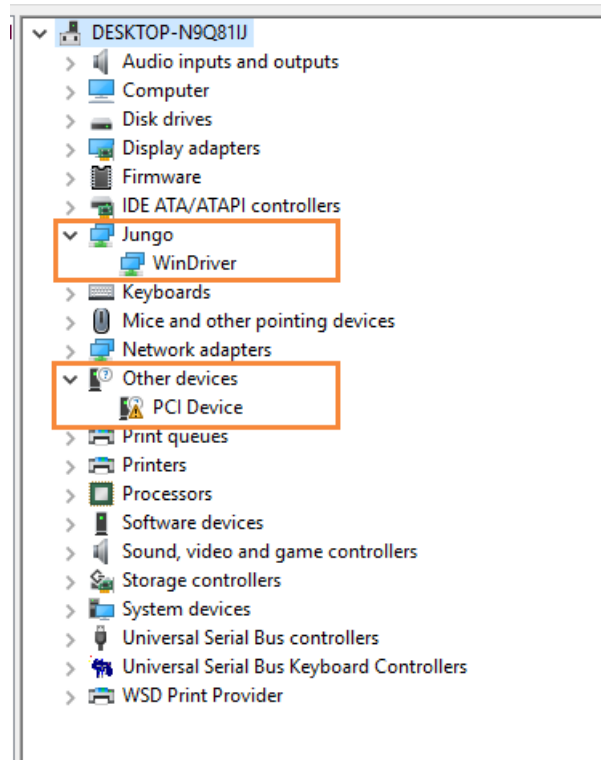 DESKTOP-N9Q81IJ
Audio inputs and outputs
Computer
Disk drives
Display adapters
Firmware
IDE ATA/ATAPI controllers
Jungo
WinDriver
Keyboards
Mice and other pointing devices
Network adapters
Other devices
PCI Device
Print queues
Printers
Processors
Software devices
Sound, video and game controllers
Storage controllers
System devices
Universal Serial Bus controllers
Universal Serial Bus Keyboard Controllers
WSD Print Provider